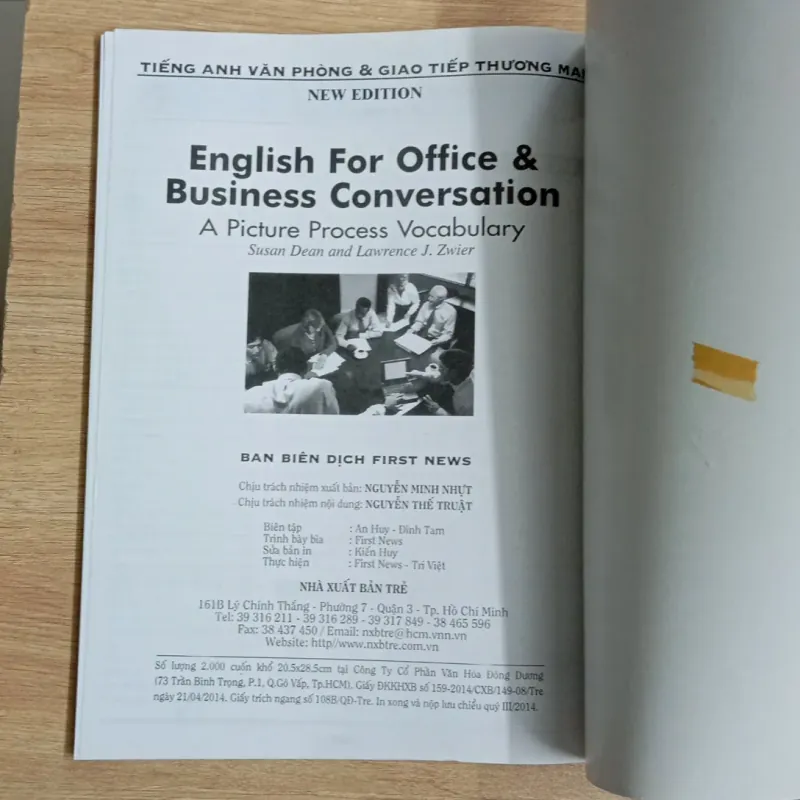 TIẾNG ANH VĂN PHÒNG & GIAO TIẾP THƯƠNG MẠI
NEW EDITION
English For Office &
Business Conversation
A Picture Process Vocabulary
Susan Dean and Lawrence J. Zwier
BAN BIÊN DỊCH FIRST NEWS
Chịu trách nhiệm xuất bản: NGUYỄN MINH NHỰT
Chịu trách nhiệm nội dung: NGUYỄN THẾ TRUẬT
Biên tập : An Huy - Đình Tam
Trình bày bìa : First News
Sửa bản in : Kiến Huy
Thực hiện : First News - Trí Việt
NHÀ XUẤT BẢN TRẺ
161B Lý Chính Thắng - Phường 7 - Quận 3 - Tp. Hồ Chí Minh
Tel: 39 316 211 - 39 316 289 - 39 317 849 - 38 465 596
Fax: 38 437 450 / Email: nxbtre@hcm.vnn.vn
Website: http//www.nxbtre.com.vn
Số lượng 2.000 cuốn khổ 20.5x28.5cm tại Công Ty Cổ Phần Văn Hóa Đông Dương
(73 Trần Bình Trọng, P.1, Q.Gò Vấp, Tp.HCM). Giấy ĐKKHXB số 159-2014/CXB/149-08/Tre
ngày 21/04/2014. Giấy trích ngang số 108B/QĐ-Tre. In xong và nộp lưu chiểu quý III/2014.